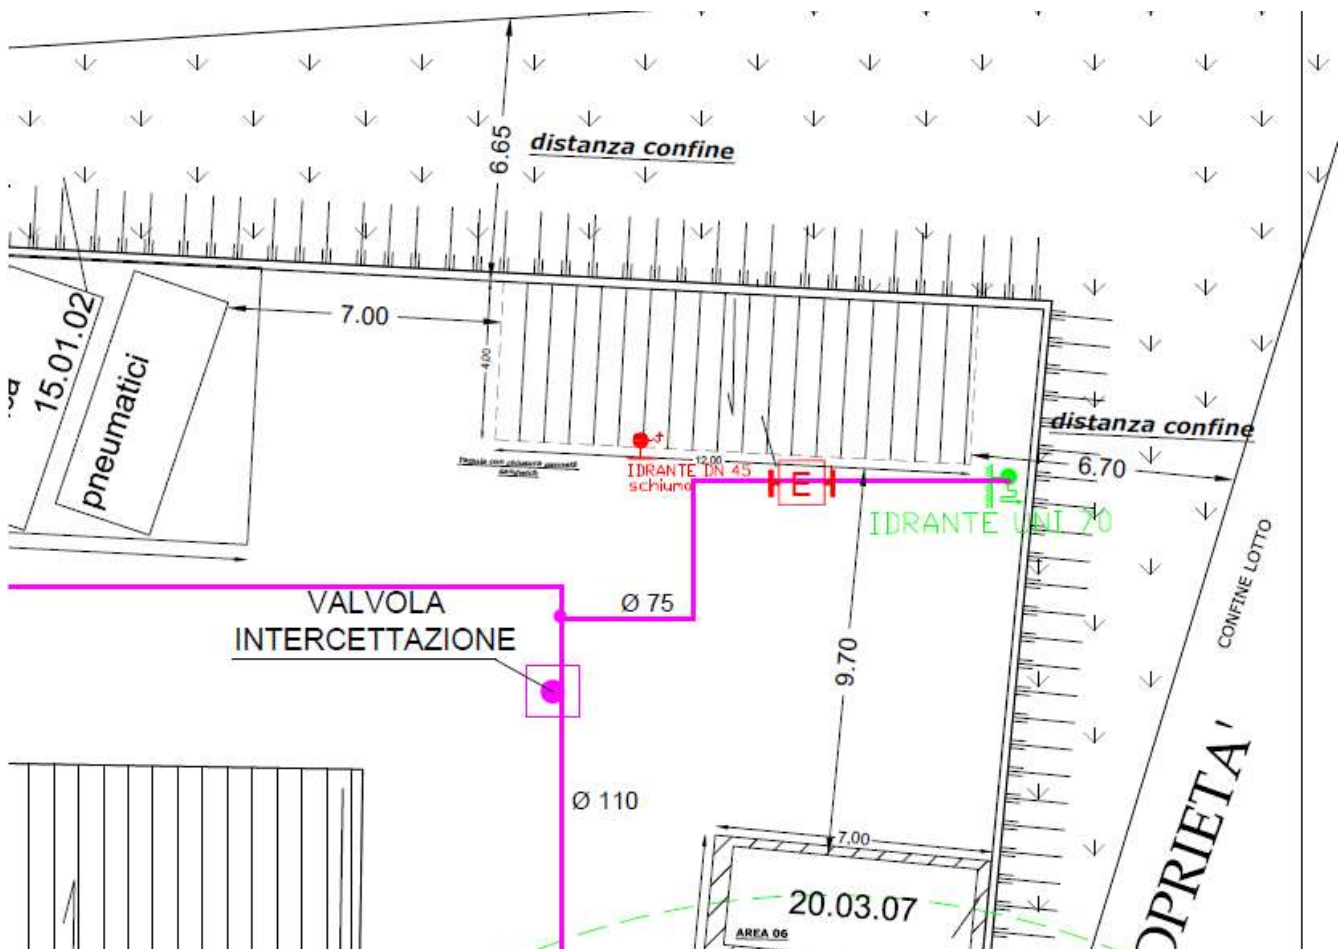 6.65
distanza confine
15.01.02
pneumatici
7.00
4.00
distanza confine
6.70
12.00
IDRANTE DN 45
schiuma
E
IDRANTE UNI 70
CONFINE LOTTO
VALVOLA
INTERCETTAZIONE
Ø 75
9.70
Ø 110
7,00
20.03.07
AREA 06
OPRIETA'